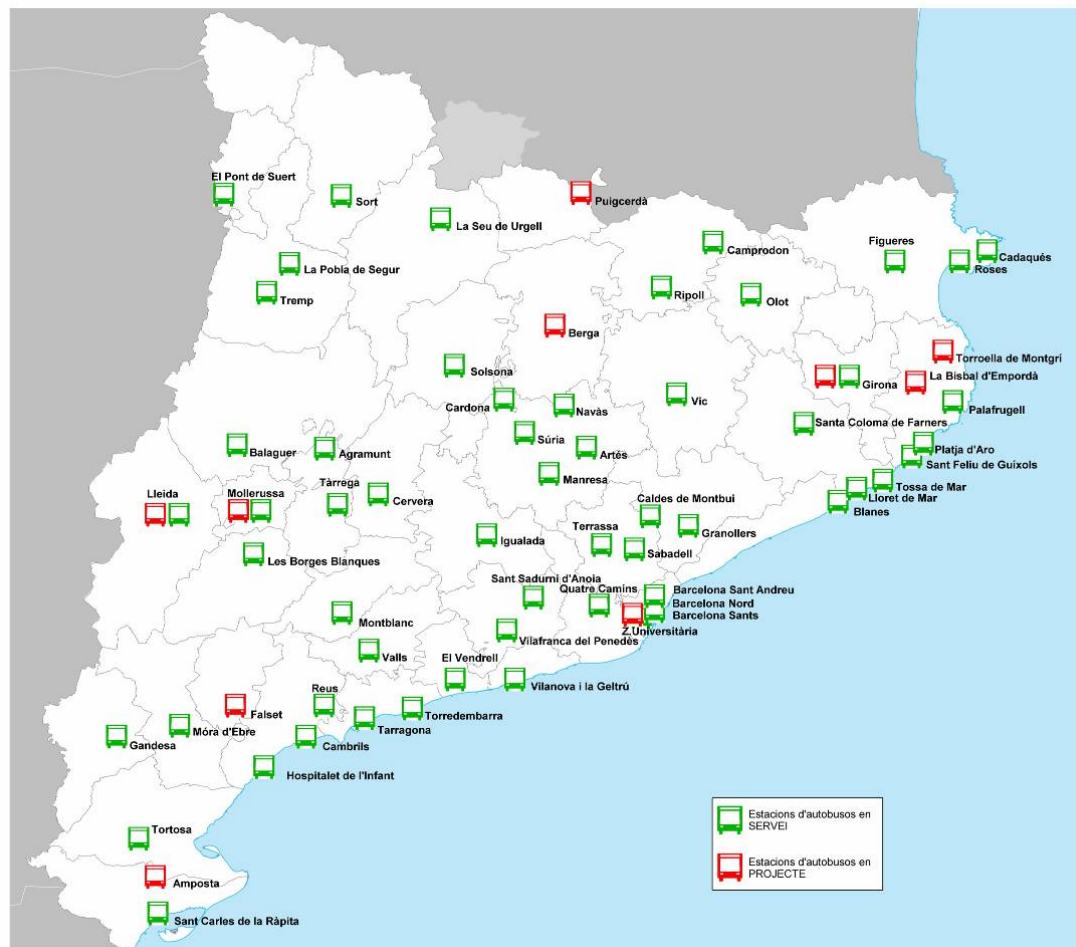 El Pont de Suert
Sort
Puigcerdà
La Seu de Urgell
Camprodon
Figueres
Cadaqués
Roses
La Pobla de Segur
Tremp
Ripoll
Olot
Berga
Torroella de Montgrí
Solsona
Girona
La Bisbal d'Empordà
Cardona
Navàs
Vic
Palafrugell
Santa Coloma de Farners
Súria
Balaguer
Agramunt
Artés
Platja d'Aro
Sant Feliu de Guíxols
Manresa
Tossa de Mar
Lleida
Mollerussa
Tàrrega
Cervera
Caldes de Montbui
Lloret de Mar
Blanes
Terrassa
Granollers
Igualada
Sabadell
Les Borges Blanques
Sant Sadurní d'Anoia
Quatre Camins
Barcelona Sant Andreu
Barcelona Nord
Barcelona Sants
Montblanc
Z.Universitària
Vilafranca del Penedès
Valls
El Vendrell
Vilanova i la Geltrú
Reus
Falset
Torredembarra
Móra d'Ebre
Tarragona
Gandesa
Cambrils
Hospitalet de l'Infant
Tortosa
Estacions d'autobusos en
SERVEI
Estacions d'autobusos en
PROJECTE
Amposta
Sant Carles de la Ràpita